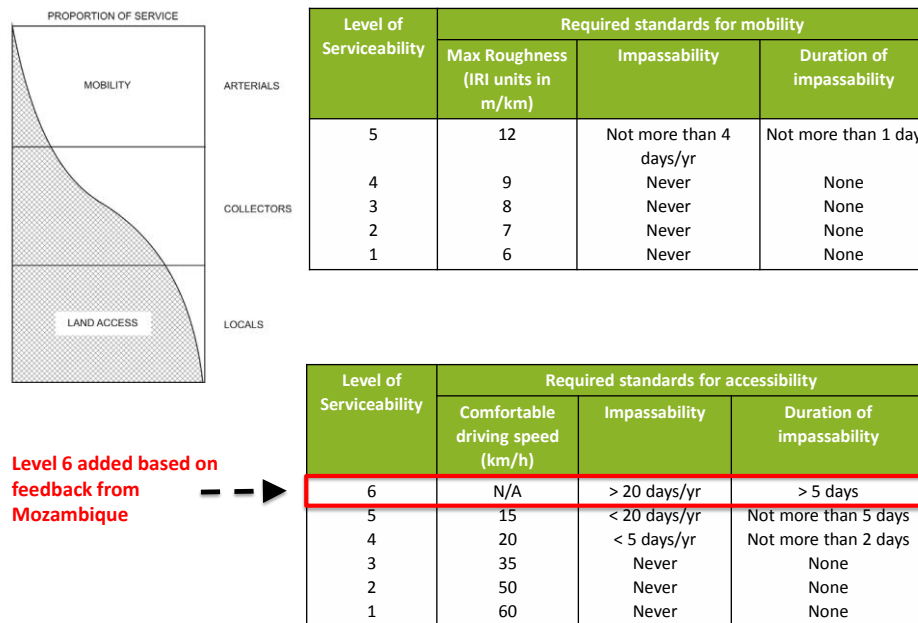 PROPORTION OF SERVICE
MOBILITY
ARTERIALS
COLLECTORS
LAND ACCESS
LOCALS
Level of Serviceability
Required standards for mobility
Max Roughness (IRI units in m/km)
Impassability
Duration of impassability
5 12 Not more than 4 days/yr Not more than 1 day
4 9 Never None
3 8 Never None
2 7 Never None
1 6 Never None
Level 6 added based on
feedback from
Mozambique
Level of Serviceability
Required standards for accessibility
Comfortable driving speed (km/h)
Impassability
Duration of impassability
6 N/A > 20 days/yr > 5 days
5 15 < 20 days/yr Not more than 5 days
4 20 < 5 days/yr Not more than 2 days
3 35 Never None
2 50 Never None
1 60 Never None